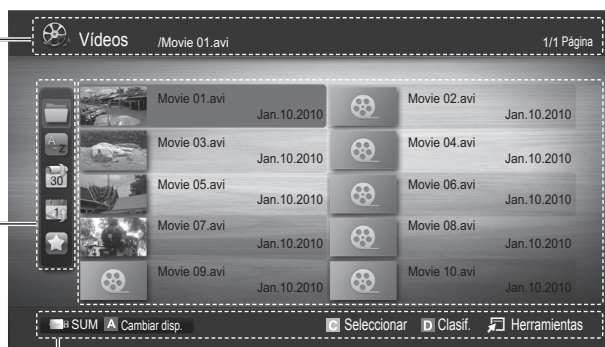 Vídeos /Movie 01.avi 1/1 Página
Movie 01.avi Movie 02.avi
Jan.10.2010 Jan.10.2010
Movie 03.avi Movie 04.avi
Jan.10.2010 Jan.10.2010
Movie 05.avi Movie 06.avi
Jan.10.2010 Jan.10.2010
Movie 07.avi Movie 08.avi
Jan.10.2010 Jan.10.2010
Movie 09.avi Movie 10.avi
Jan.10.2010 Jan.10.2010
A
Z
30
1
SUM A Cambiar disp. C Seleccionar D Clasif. Herramientas